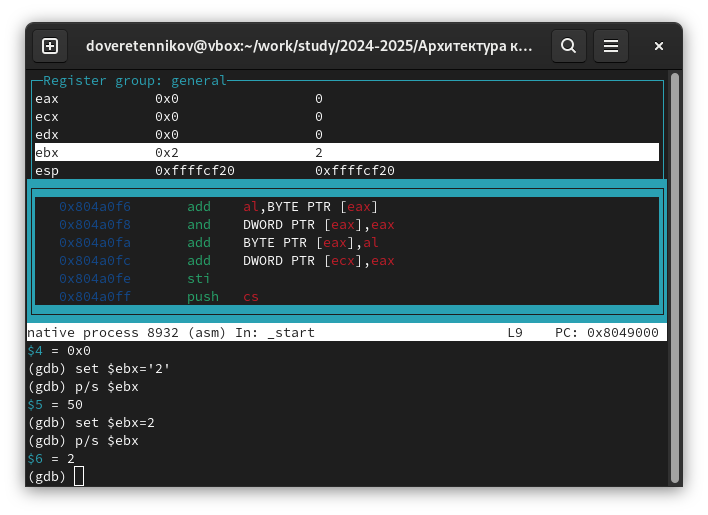 doveretennikov@vbox:~/work/study/2024-2025/Архитектура к...
Register group: general
eax 0x0 0
ecx 0x0 0
edx 0x0 0
ebx 0x2 2
esp 0xffffcf20 0xffffcf20
0x804a0f6 add al,BYTE PTR [eax]
0x804a0f8 and DWORD PTR [eax],eax
0x804a0fa add BYTE PTR [eax],al
0x804a0fc add DWORD PTR [ecx],eax
0x804a0fe sti
0x804a0ff push cs
native process 8932 (asm) In: _start L9 PC: 0x8049000
$4 = 0x0
(gdb) set $ebx='2'
(gdb) p/s $ebx
$5 = 50
(gdb) set $ebx=2
(gdb) p/s $ebx
$6 = 2
(gdb)